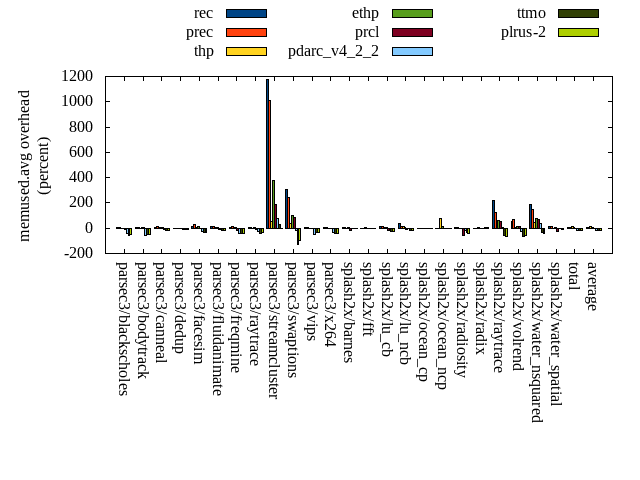 rec ethp ttmo
prec prcl plrus-2
thp pdarc_v4_2_2
memused.avg overhead
(percent)
1200
1000
800
600
400
200
0
-200
parsec3/blackscholes
parsec3/bodytrack
parsec3/canneal
parsec3/dedup
parsec3/facesim
parsec3/fluidanimate
parsec3/freqmine
parsec3/raytrace
parsec3/streamcluster
parsec3/swaptions
parsec3/vips
parsec3/x264
splash2x/barnes
splash2x/fft
splash2x/lu_cb
splash2x/lu_ncb
splash2x/ocean_cp
splash2x/ocean_ncp
splash2x/radiosity
splash2x/radix
splash2x/raytrace
splash2x/volrend
splash2x/water_nsquared
splash2x/water_spatial
total
average